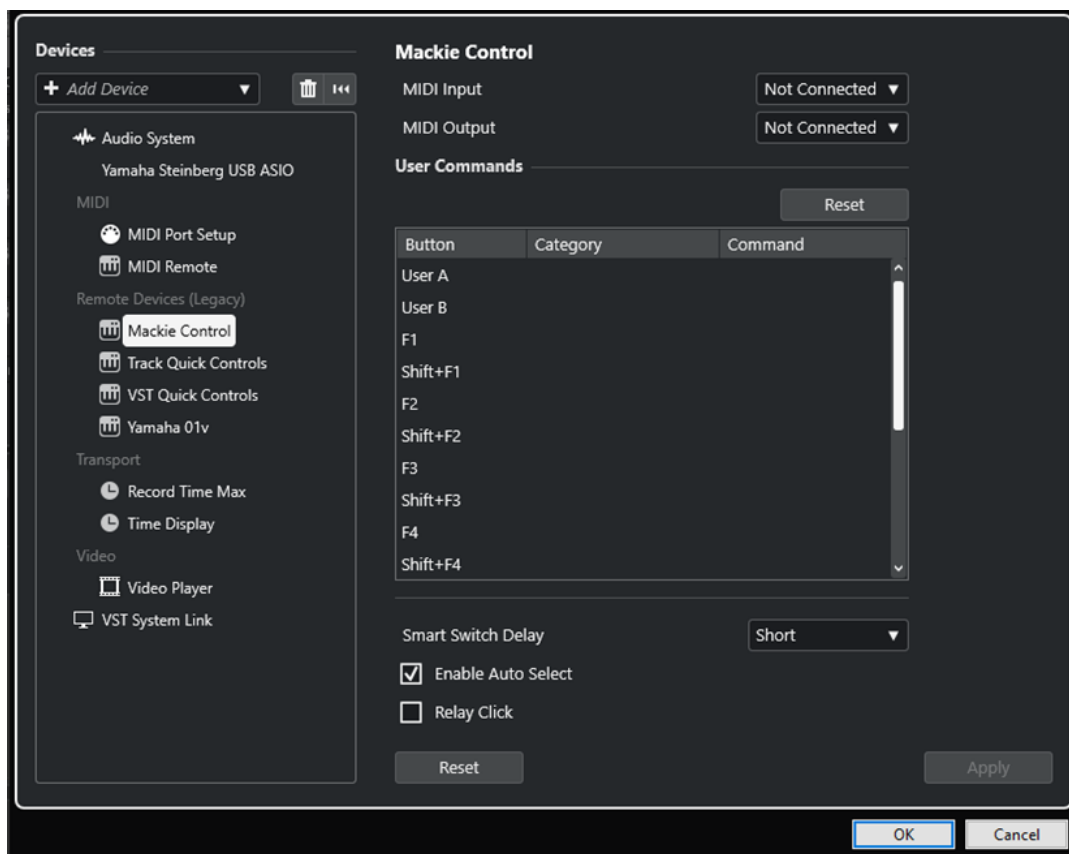 Devices
Add Device
Audio System
Yamaha Steinberg USB ASIO
MIDI
MIDI Port Setup
MIDI Remote
Remote Devices (Legacy)
Mackie Control
Track Quick Controls
VST Quick Controls
Yamaha 01v
Transport
Record Time Max
Time Display
Video
Video Player
VST System Link
Mackie Control
MIDI Input Not Connected
MIDI Output Not Connected
User Commands
Reset
Button Category Command
User A
User B
F1
Shift+F1
F2
Shift+F2
F3
Shift+F3
F4
Shift+F4
Smart Switch Delay Short
Enable Auto Select
Relay Click
Reset Apply
OK Cancel